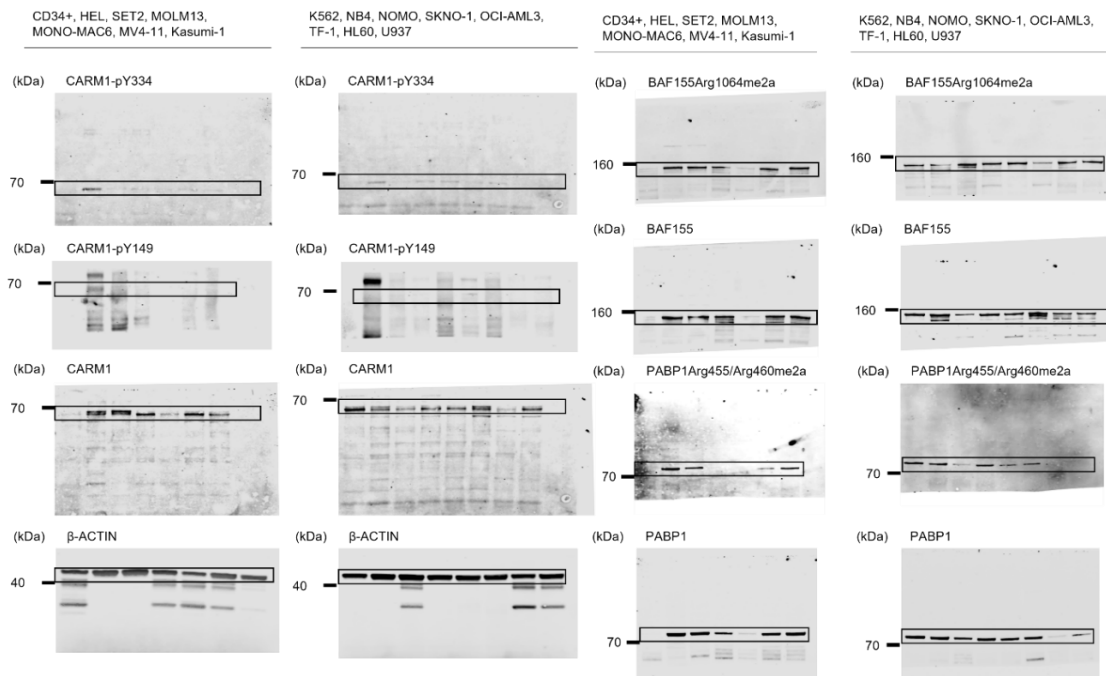 CD34+, HEL, SET2, MOLM13,
MONO-MAC6, MV4-11, Kasumi-1
(kDa) CARM1-pY334
70
(kDa) CARM1-pY149
70
(kDa) CARM1
70
(kDa) β-ACTIN
40
K562, NB4, NOMO, SKNO-1, OCI-AML3,
TF-1, HL60, U937
(kDa) CARM1-pY334
70
(kDa) CARM1-pY149
70
(kDa) CARM1
70
(kDa) β-ACTIN
40
CD34+, HEL, SET2, MOLM13,
MONO-MAC6, MV4-11, Kasumi-1
(kDa) BAF155Arg1064me2a
160
(kDa) BAF155
160
(kDa) PABP1Arg455/Arg460me2a
70
(kDa) PABP1
70
K562, NB4, NOMO, SKNO-1, OCI-AML3,
TF-1, HL60, U937
(kDa) BAF155Arg1064me2a
160
(kDa) BAF155
160
(kDa) PABP1Arg455/Arg460me2a
70
(kDa) PABP1
70